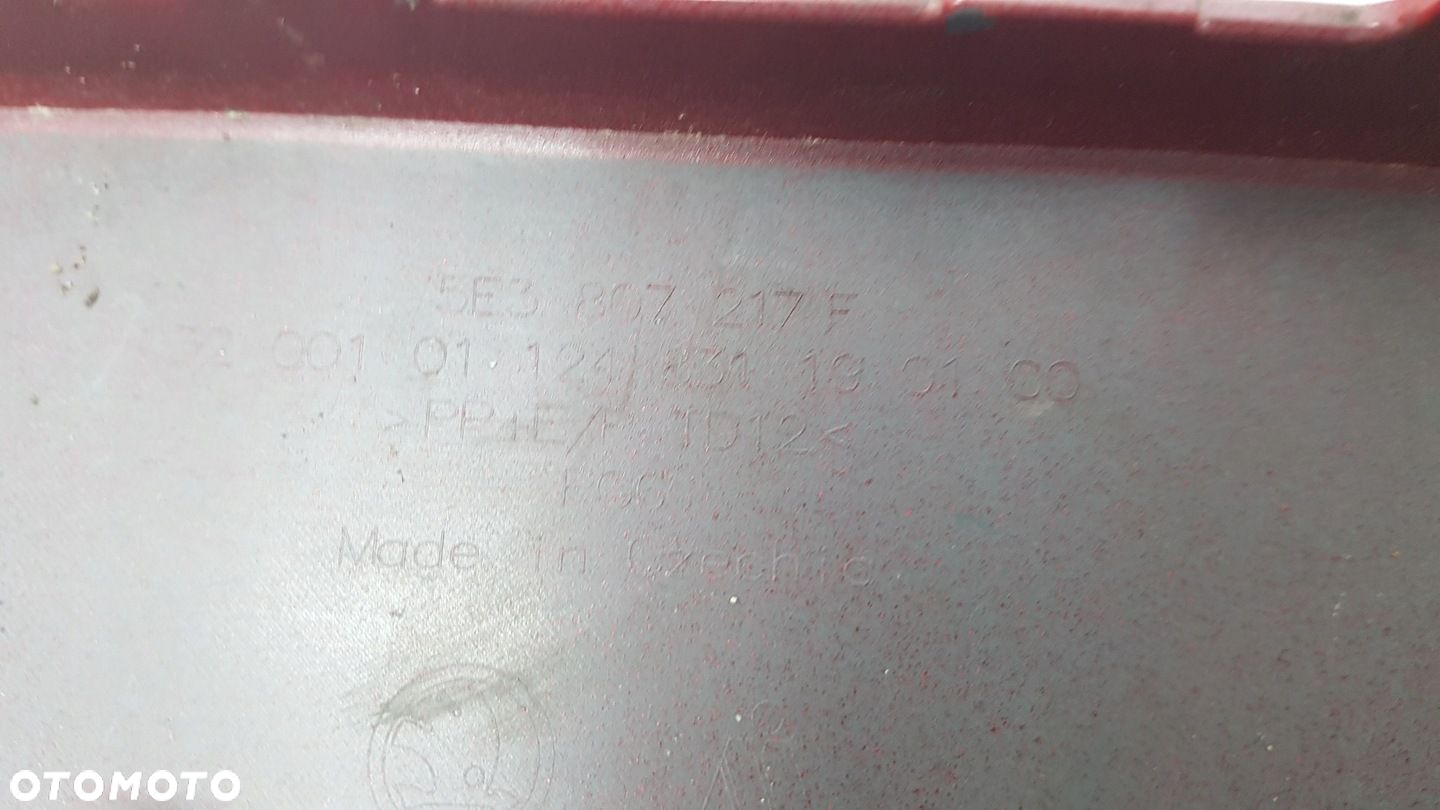 5E3 807 217 F
001 01 124 831 19 01 00
>PP+E/P TD12<
Made in Czechia
OTOMOTO